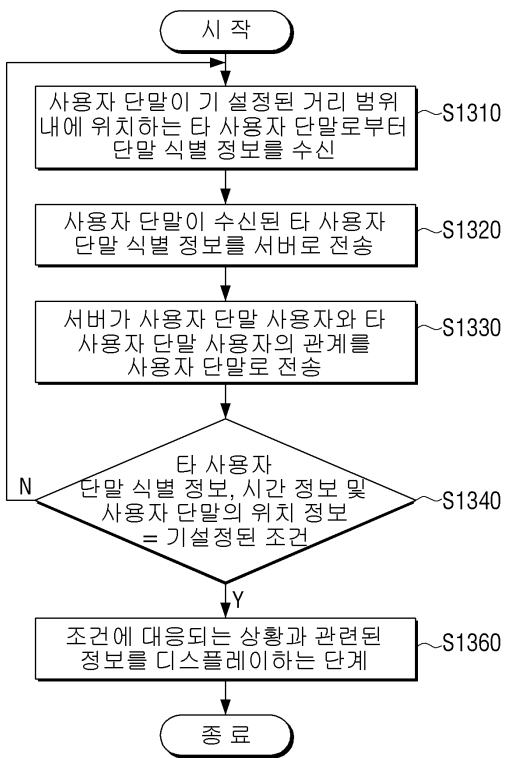 시 작
사용자 단말이 기 설정된 거리 범위
내에 위치하는 타 사용자 단말로부터
단말 식별 정보를 수신
S1310
사용자 단말이 수신된 타 사용자
단말 식별 정보를 서버로 전송
S1320
서버가 사용자 단말 사용자와 타
사용자 단말 사용자의 관계를
사용자 단말로 전송
S1330
타 사용자
단말 식별 정보, 시간 정보 및
사용자 단말의 위치 정보
= 기설정된 조건
S1340
N
Y
조건에 대응되는 상황과 관련된
정보를 디스플레이하는 단계
S1360
종 료